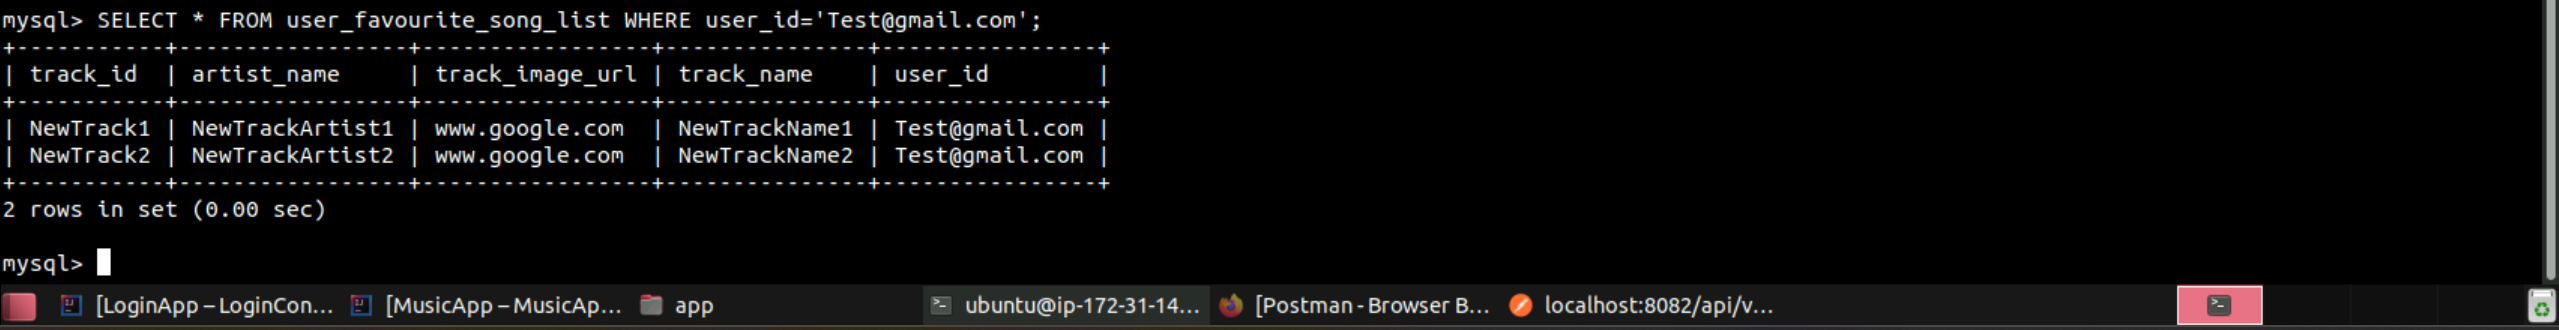 mysql> SELECT * FROM user_favourite_song_list WHERE user_id='Test@gmail.com';
+-----------+-----------------+-----------------+---------------+----------------+
| track_id  | artist_name     | track_image_url | track_name    | user_id        |
+-----------+-----------------+-----------------+---------------+----------------+
| NewTrack1 | NewTrackArtist1 | www.google.com  | NewTrackName1 | Test@gmail.com |
| NewTrack2 | NewTrackArtist2 | www.google.com  | NewTrackName2 | Test@gmail.com |
+-----------+-----------------+-----------------+---------------+----------------+
2 rows in set (0.00 sec)
mysql>
[LoginApp – LoginCon... [MusicApp – MusicAp... app ubuntu@ip-172-31-14... [Postman - Browser B... localhost:8082/api/v...